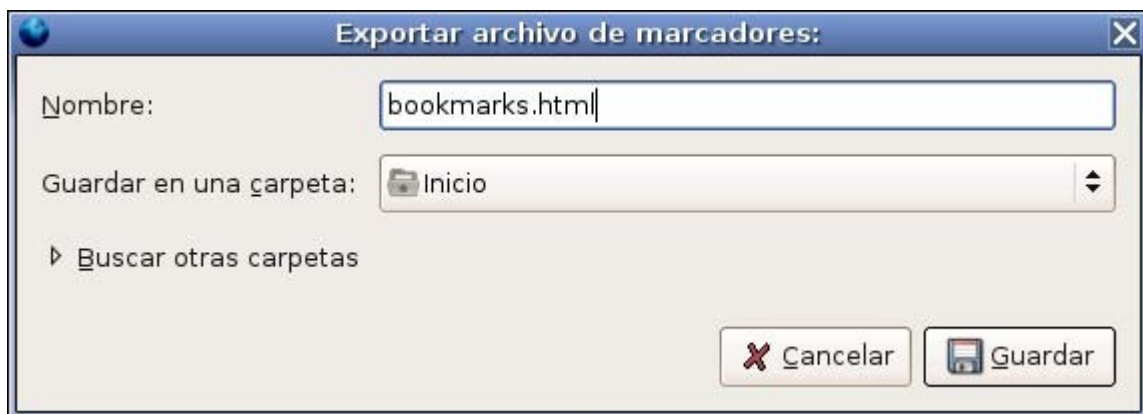 Exportar archivo de marcadores:
Nombre: bookmarks.html
Guardar en una carpeta: Inicio
Buscar otras carpetas
Cancelar Guardar